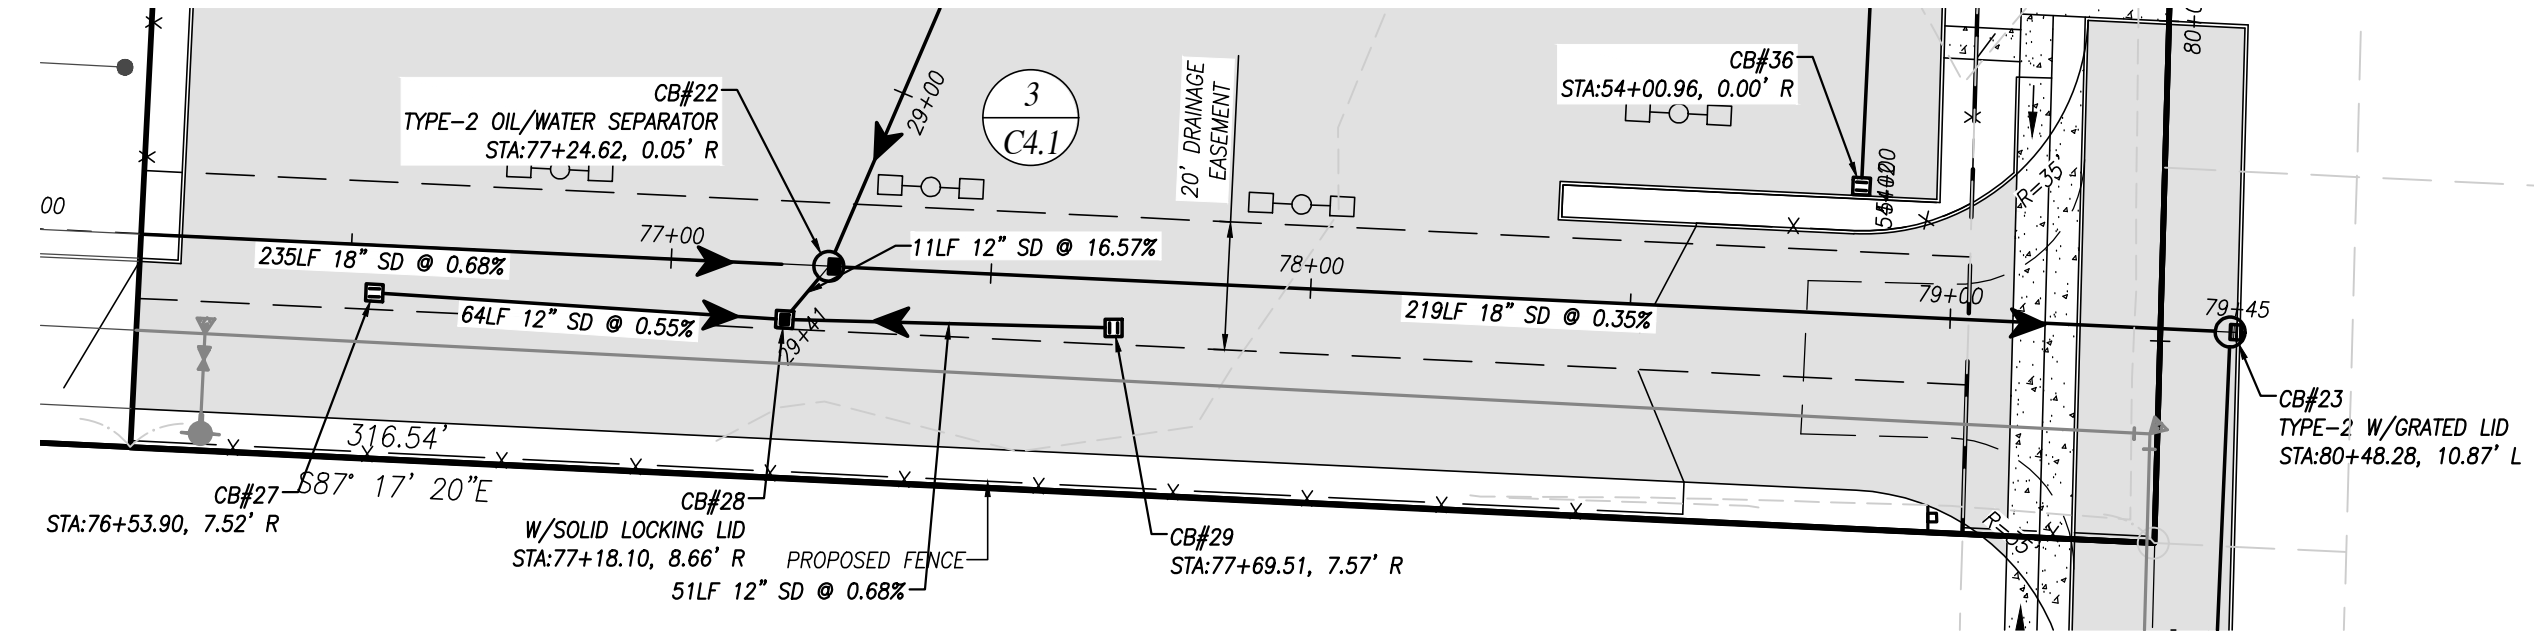 80+0
CB#22
TYPE-2 OIL/WATER SEPARATOR
STA:77+24.62, 0.05' R
29+00
3
C4.1
20' DRAINAGE
EASEMENT
CB#36
STA:54+00.96, 0.00' R
R=35'
00
77+00
235LF 18" SD @ 0.68%
11LF 12" SD @ 16.57%
78+00
79+00
79+45
64LF 12" SD @ 0.55%
219LF 18" SD @ 0.35%
29+41
316.54'
S87° 17' 20"E
CB#27
STA:76+53.90, 7.52' R
CB#28
W/SOLID LOCKING LID
STA:77+18.10, 8.66' R
PROPOSED FENCE
51LF 12" SD @ 0.68%
CB#29
STA:77+69.51, 7.57' R
CB#23
TYPE-2 W/GRATED LID
STA:80+48.28, 10.87' L